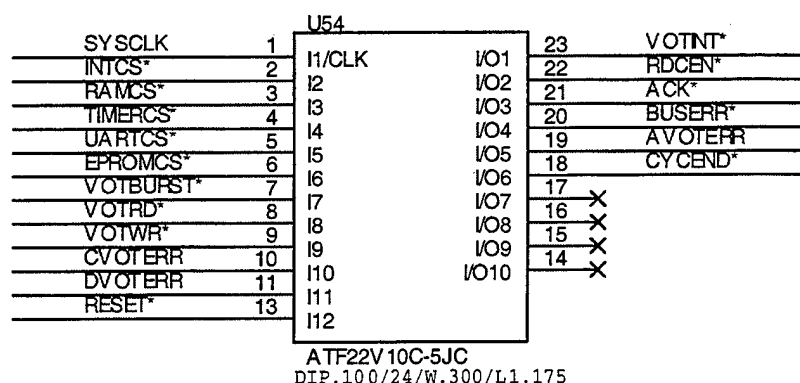 U54
SYSCLK 1 I1/CLK I/O1 23 VOTINT*
INTCS* 2 I2 I/O2 22 RDCEN*
RAMCS* 3 I3 I/O3 21 ACK*
TIMERCS* 4 I4 I/O4 20 BUSERR*
UARTCS* 5 I5 I/O5 19 AVOTERR
EPROMCS* 6 I6 I/O6 18 CYCEND*
VOTBURST* 7 I7 I/O7 17
VOTRD* 8 I8 I/O8 16
VOTWR* 9 I9 I/O9 15
CVOTERR 10 I10 I/O10 14
DVOTERR 11 I11
RESET* 13 I12
ATF22V10C-5JC
DIP.100/24/W.300/L1.175